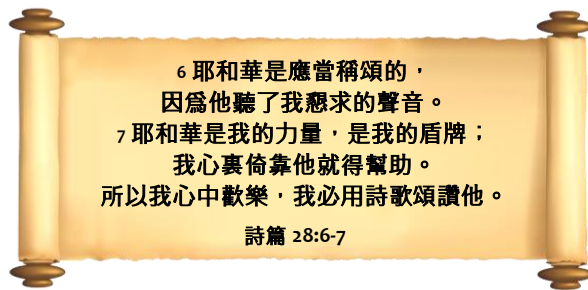 6 耶和華是應當稱頌的，
因爲他聽了我懇求的聲音。
7 耶和華是我的力量，是我的盾牌；
我心裏倚靠他就得幫助。
所以我心中歡樂，我必用詩歌頌讚他。
詩篇 28:6-7